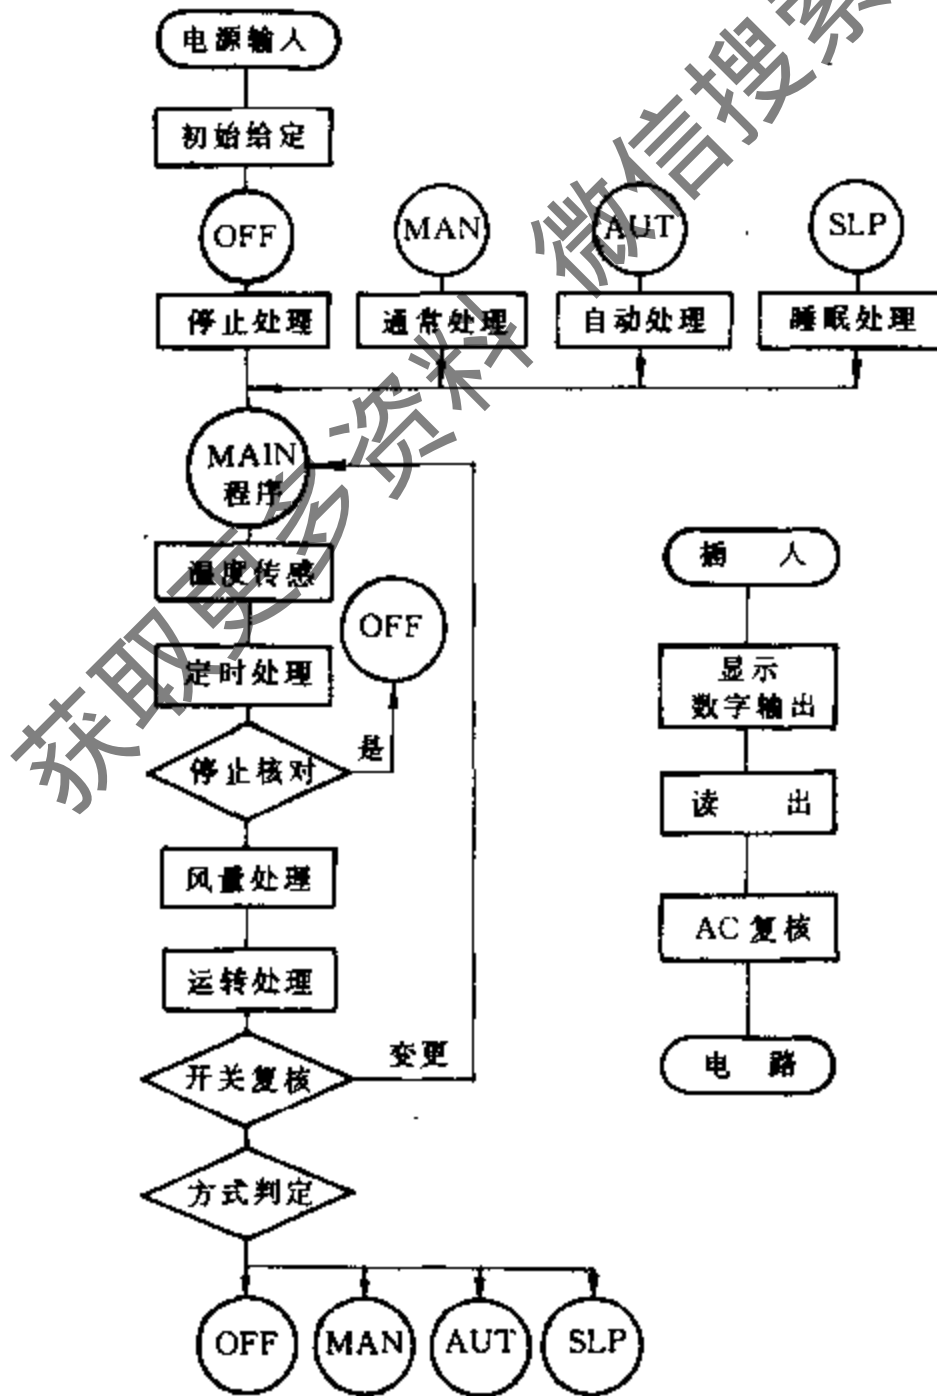 电源输入
初始给定
OFF
MAN
AUT
SLP
停止处理
通常处理
自动处理
睡眠处理
MAIN
程序
温度传感
OFF
定时处理
停止核对
是
风量处理
运转处理
开关复核
变更
方式判定
OFF
MAN
AUT
SLP
插 入
显示
数字输出
读 出
AC复核
电 路
获取更多资料 微信搜索